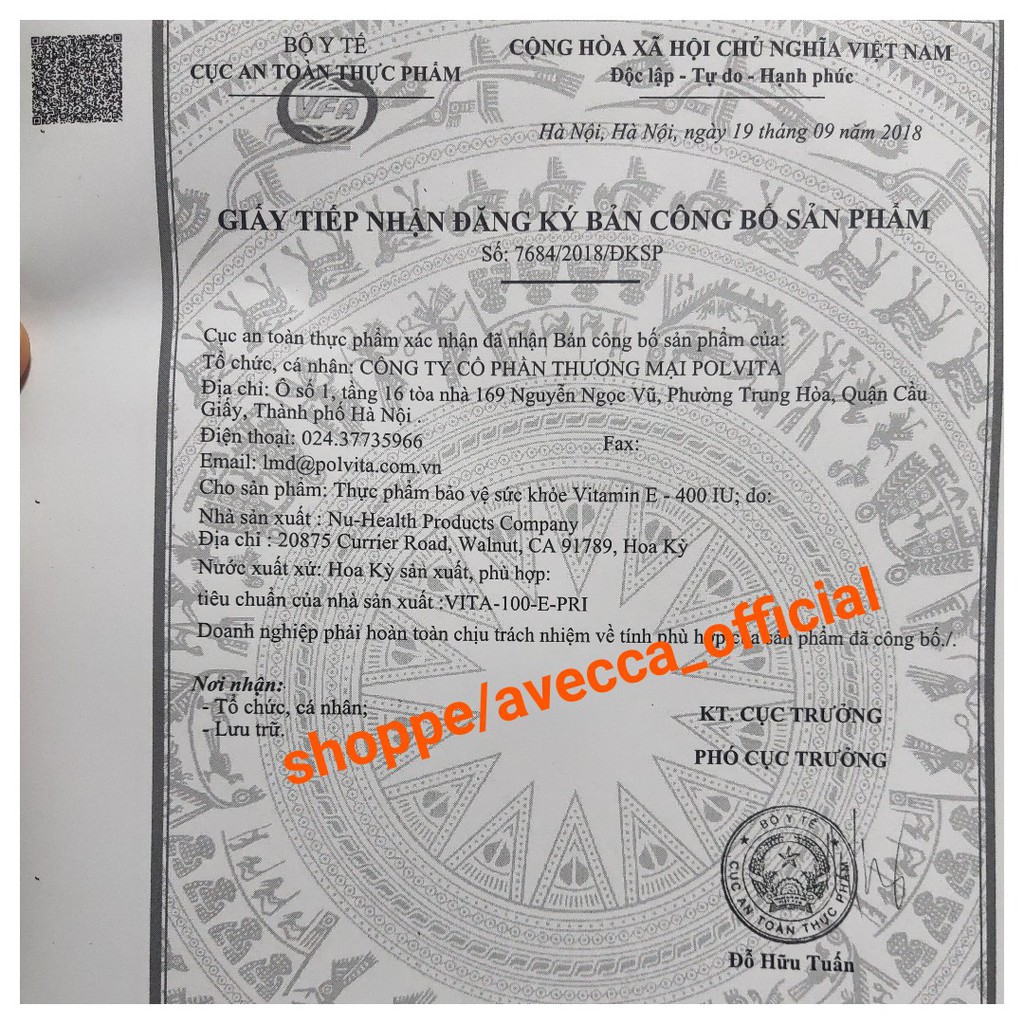 BỘ Y TẾ
CỤC AN TOÀN THỰC PHẨM
VFA
CỘNG HÒA XÃ HỘI CHỦ NGHĨA VIỆT NAM
Độc lập - Tự do - Hạnh phúc
Hà Nội, Hà Nội, ngày 19 tháng 09 năm 2018
GIẤY TIẾP NHẬN ĐĂNG KÝ BẢN CÔNG BỐ SẢN PHẨM
Số: 7684/2018/ĐKSP
Cục an toàn thực phẩm xác nhận đã nhận Bản công bố sản phẩm của:
Tổ chức, cá nhân: CÔNG TY CỔ PHẦN THƯƠNG MẠI POLVITA
Địa chỉ: Ô số 1, tầng 16 tòa nhà 169 Nguyễn Ngọc Vũ, Phường Trung Hòa, Quận Cầu
Giấy, Thành phố Hà Nội .
Điện thoại: 024.37735966 Fax:
Email: lmd@polvita.com.vn
Cho sản phẩm: Thực phẩm bảo vệ sức khỏe Vitamin E - 400 IU; do:
Nhà sản xuất : Nu-Health Products Company
Địa chỉ : 20875 Currier Road, Walnut, CA 91789, Hoa Kỳ
Nước xuất xứ: Hoa Kỳ sản xuất, phù hợp:
tiêu chuẩn của nhà sản xuất :VITA-100-E-PRI
Doanh nghiệp phải hoàn toàn chịu trách nhiệm về tính phù hợp của sản phẩm đã công bố./.
shoppe/avecca_official
Nơi nhận:
- Tổ chức, cá nhân;
- Lưu trữ.
KT. CỤC TRƯỞNG
PHÓ CỤC TRƯỞNG
BỘ Y TẾ
CỤC AN TOÀN THỰC PHẨM
Đỗ Hữu Tuấn